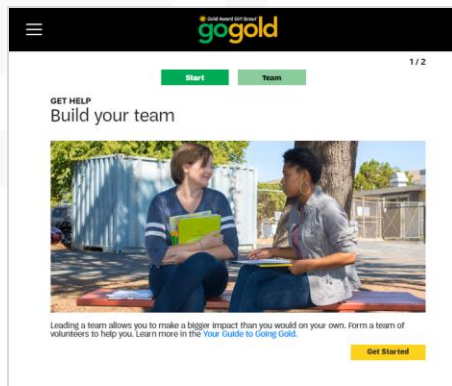 Gold Award Girl Scout
gogold
1 / 2
Start
Team
GET HELP
Build your team
Leading a team allows you to make a bigger impact than you would on your own. Form a team of
volunteers to help you. Learn more in the Your Guide to Going Gold.
Get Started